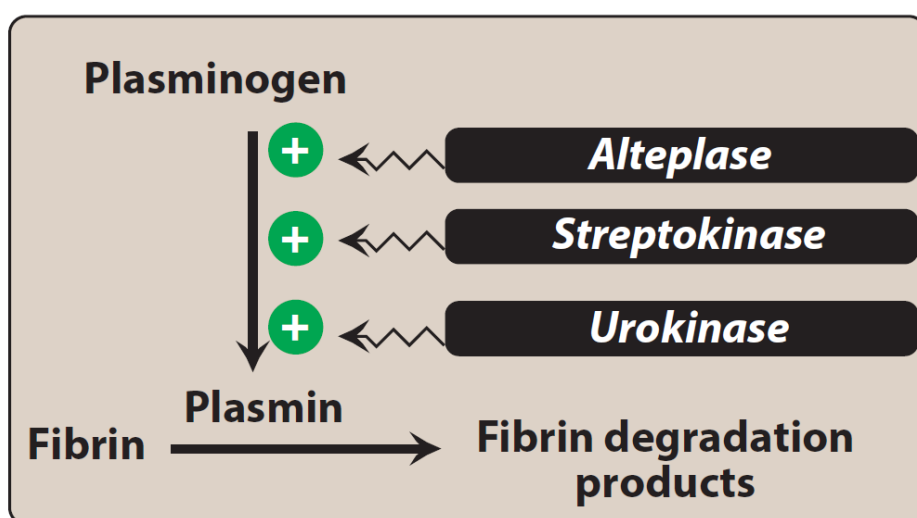 Plasminogen
+
Alteplase
+
Streptokinase
+
Urokinase
Plasmin
Fibrin
Fibrin degradation
products